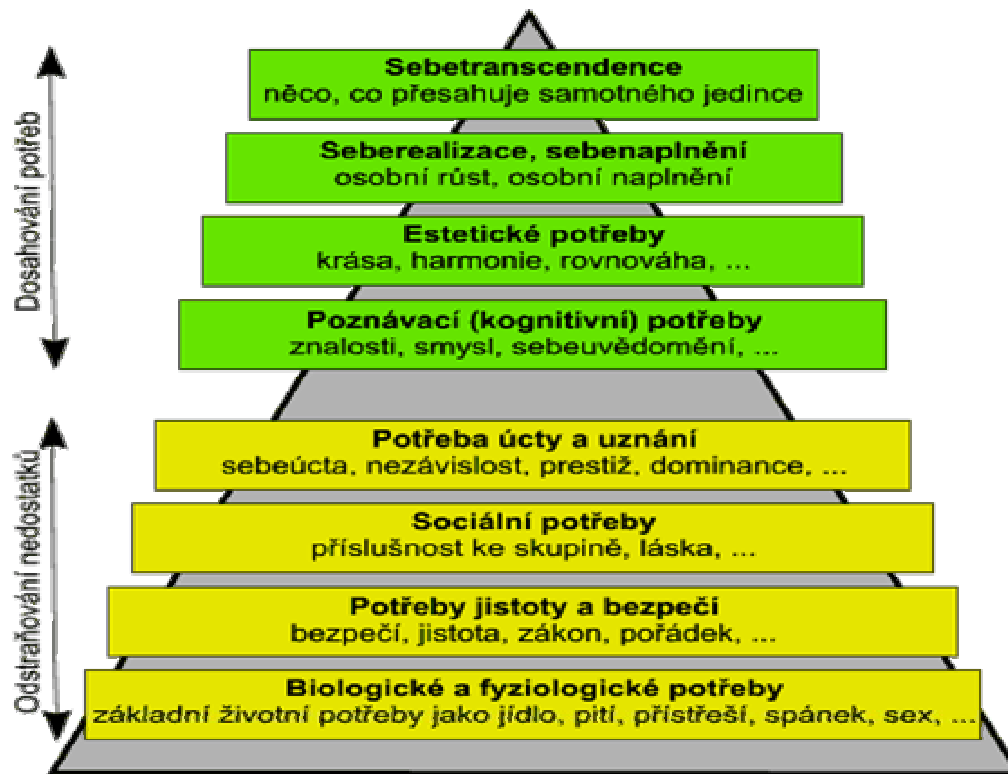 Sebetranscendence
něco, co přesahuje samotného jedince
Seberealizace, sebenaplnění
osobní růst, osobní naplnění
Estetické potřeby
krása, harmonie, rovnováha, ...
Poznávací (kognitivní) potřeby
znalosti, smysl, sebeuvědomění, ...
Dosahování potřeb
Potřeba úcty a uznání
sebeúcta, nezávislost, prestiž, dominance, ...
Sociální potřeby
příslušnost ke skupině, láska, ...
Potřeby jistoty a bezpečí
bezpečí, jistota, zákon, pořádek, ...
Biologické a fyziologické potřeby
základní životní potřeby jako jídlo, pití, přístřeší, spánek, sex, ...
Odstraňování nedostatků